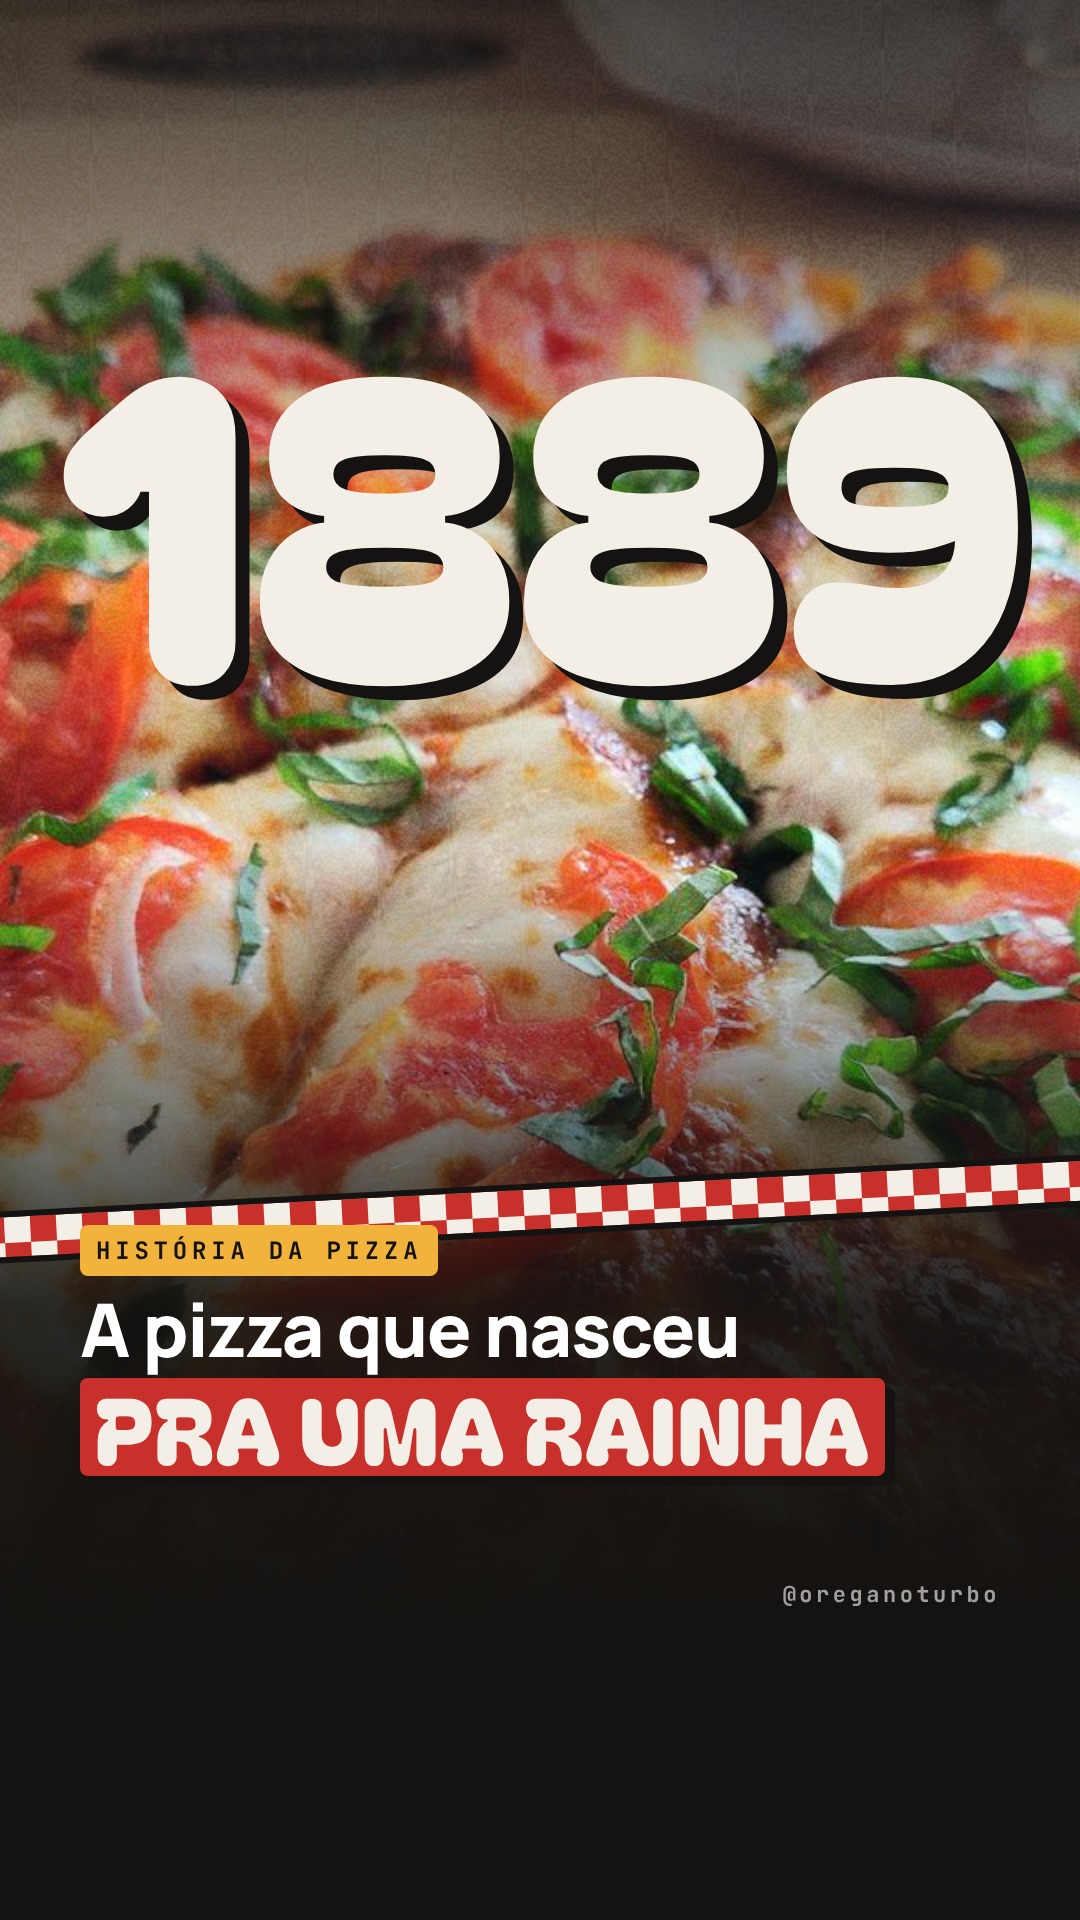 1889
HISTÓRIA DA PIZZA
A pizza que nasceu
PRA UMA RAINHA
@oreganoturbo